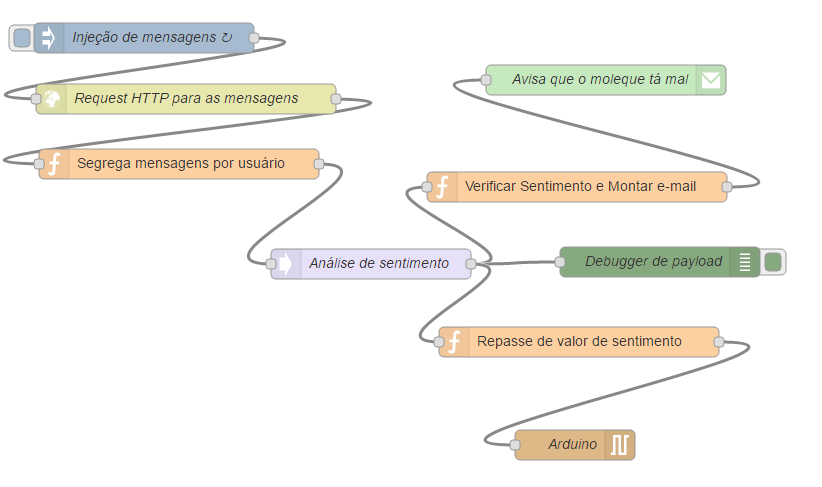 Injeção de mensagens ↻
Request HTTP para as mensagens
Segrega mensagens por usuário
Análise de sentimento
Avisa que o moleque tá mal
Verificar Sentimento e Montar e-mail
Debugger de payload
Repasse de valor de sentimento
Arduino